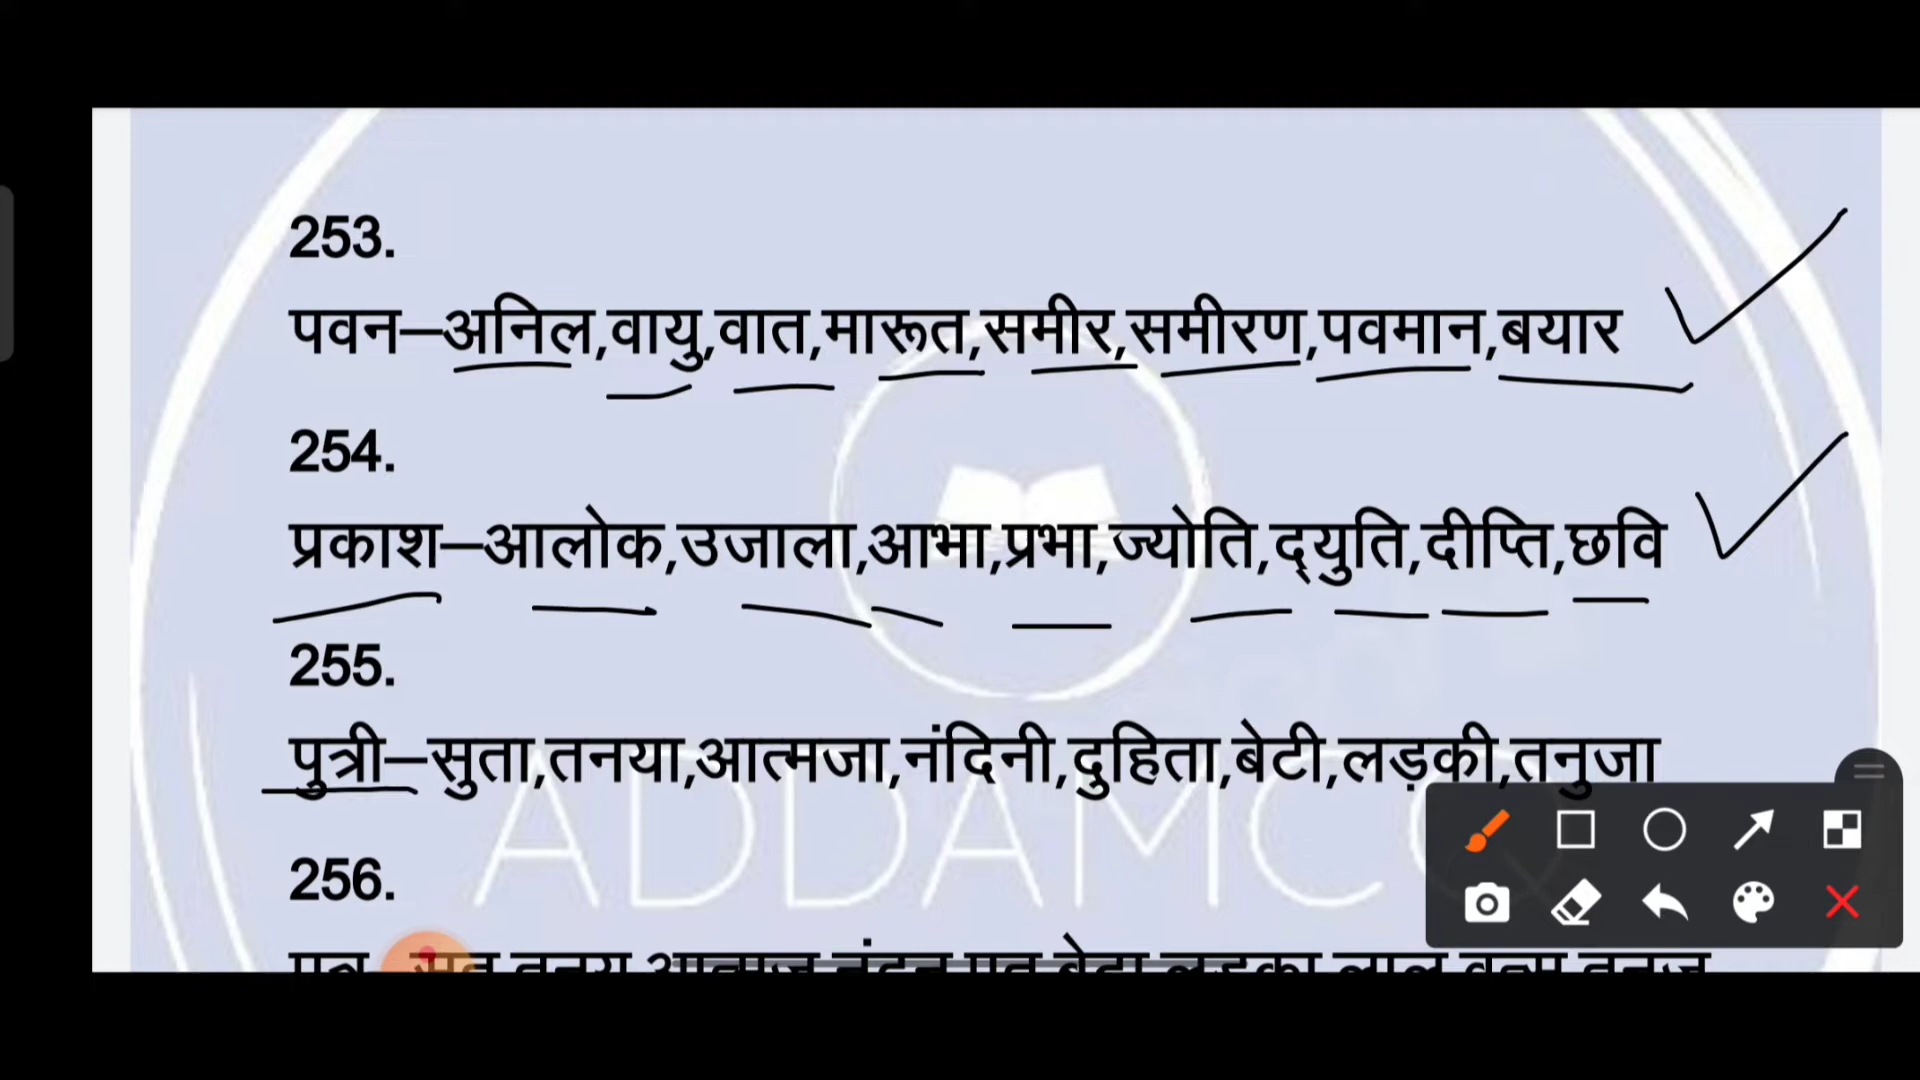 253.
पवन–अनिल,वायु,वात,मारूत,समीर,समीरण,पवमान,बयार
254.
प्रकाश–आलोक,उजाला,आभा,प्रभा,ज्योति,द्‌युति,दीप्ति,छवि
255.
पुत्री–सुता,तनया,आत्मजा,नंदिनी,दुहिता,बेटी,लड़की,तनुजा
ADDAMCQ
256.